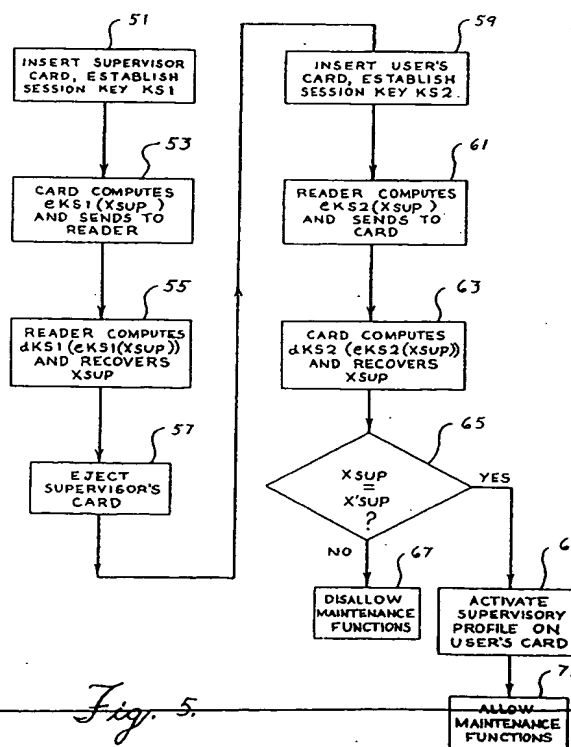 51
INSERT SUPERVISOR
CARD, ESTABLISH
SESSION KEY KS1
53
CARD COMPUTES
eKS1(XSUP)
AND SENDS TO
READER
55
READER COMPUTES
dKS1(eKS1(XSUP))
AND RECOVERS
XSUP
57
EJECT
SUPERVISOR'S
CARD
59
INSERT USER'S
CARD, ESTABLISH
SESSION KEY KS2.
61
READER COMPUTES
eKS2(XSUP)
AND SENDS TO
CARD
63
CARD COMPUTES
dKS2(eKS2(XSUP))
AND RECOVERS
XSUP
65
XSUP
=
X'SUP
?
YES
NO
67
DISALLOW
MAINTENANCE
FUNCTIONS
6
ACTIVATE
SUPERVISORY
PROFILE ON
USER'S CARD
7
ALLOW
MAINTENANCE
FUNCTIONS
Fig. 5.